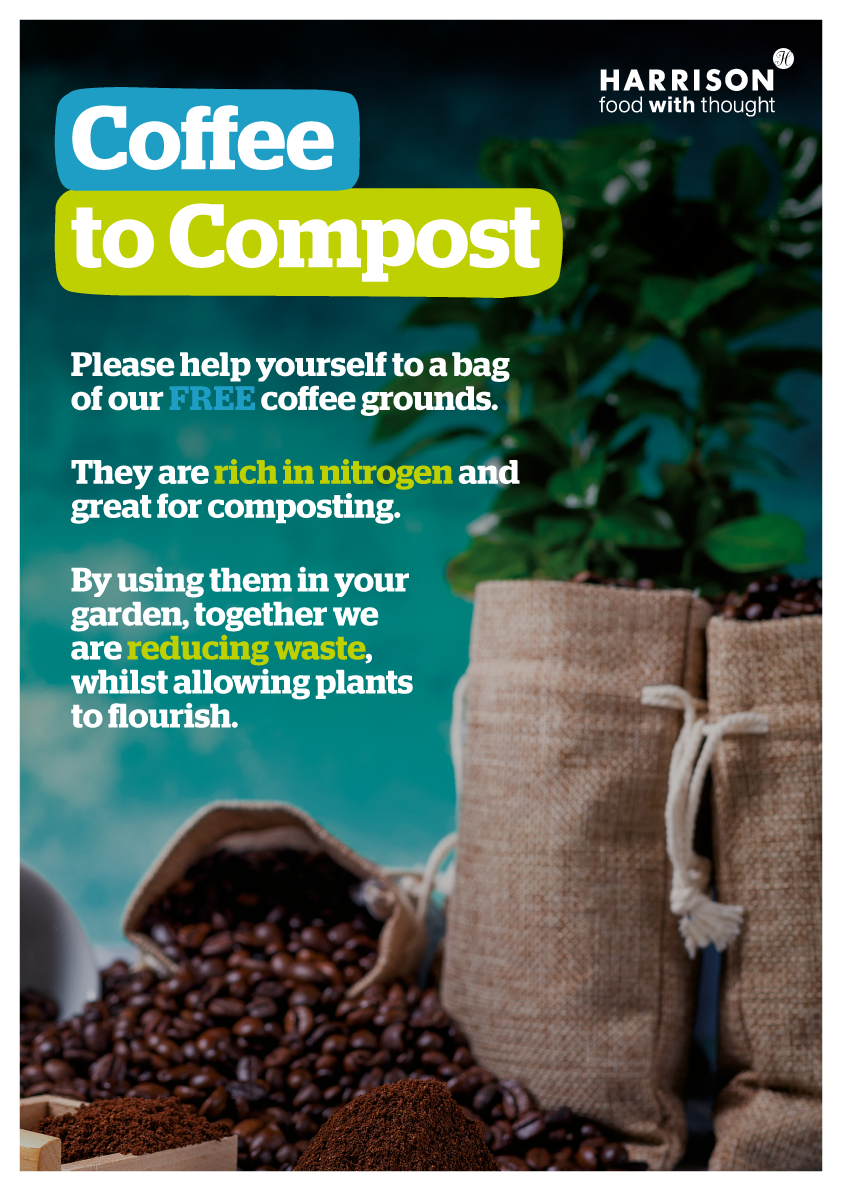 HARRISON
food with thought
Coffee
to Compost
Please help yourself to a bag
of our FREE coffee grounds.
They are rich in nitrogen and
great for composting.
By using them in your
garden, together we
are reducing waste,
whilst allowing plants
to flourish.